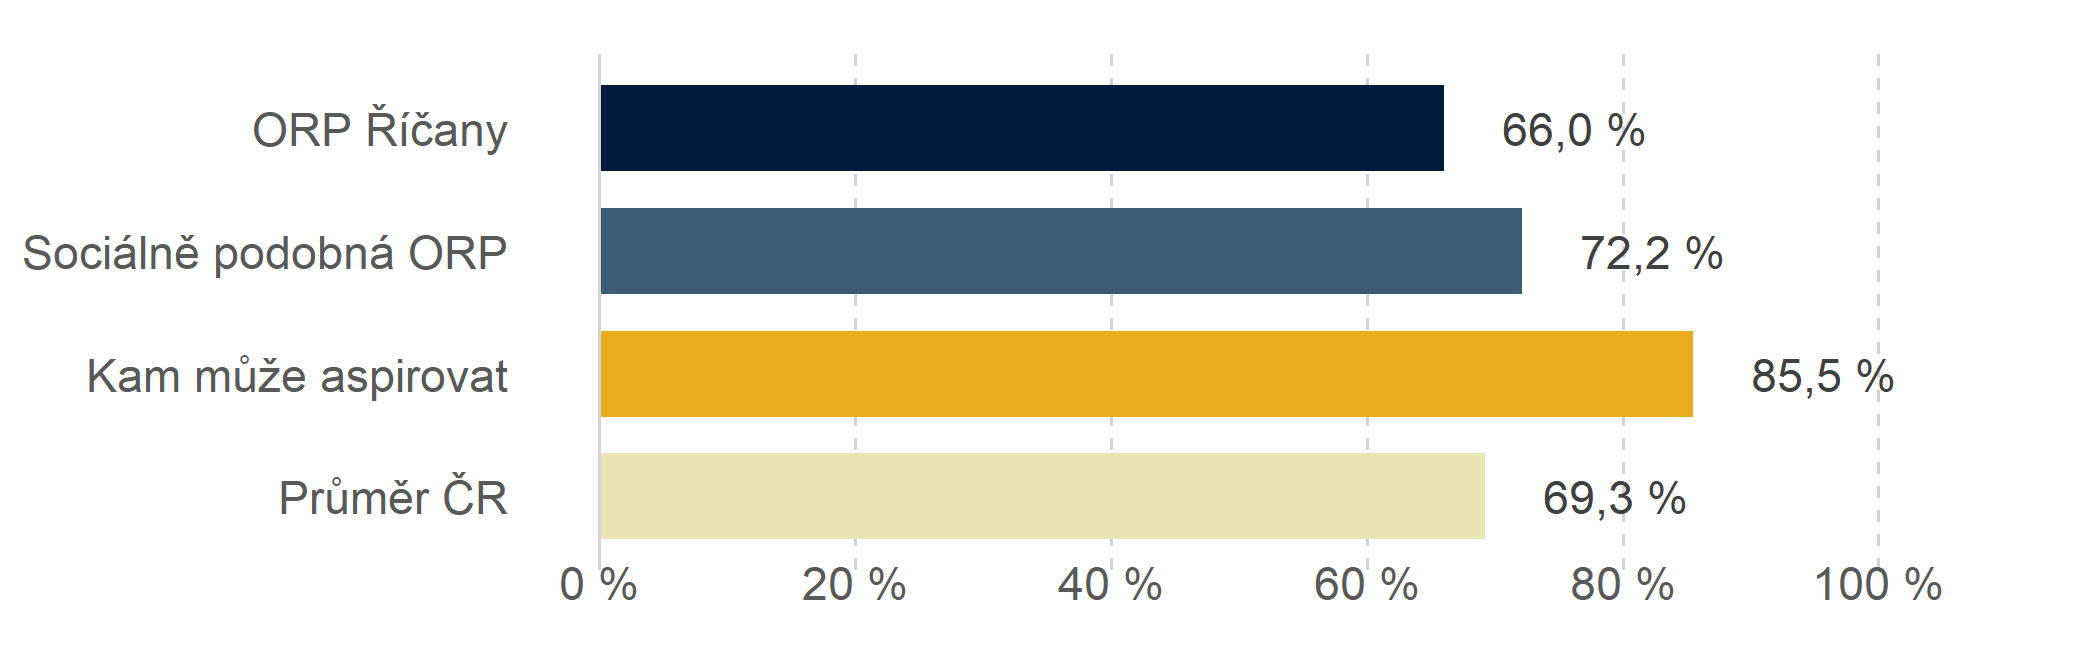 ORP Říčany
66,0 %
Sociálně podobná ORP
72,2 %
Kam může aspirovat
85,5 %
Průměr ČR
69,3 %
0 % 20 % 40 % 60 % 80 % 100 %